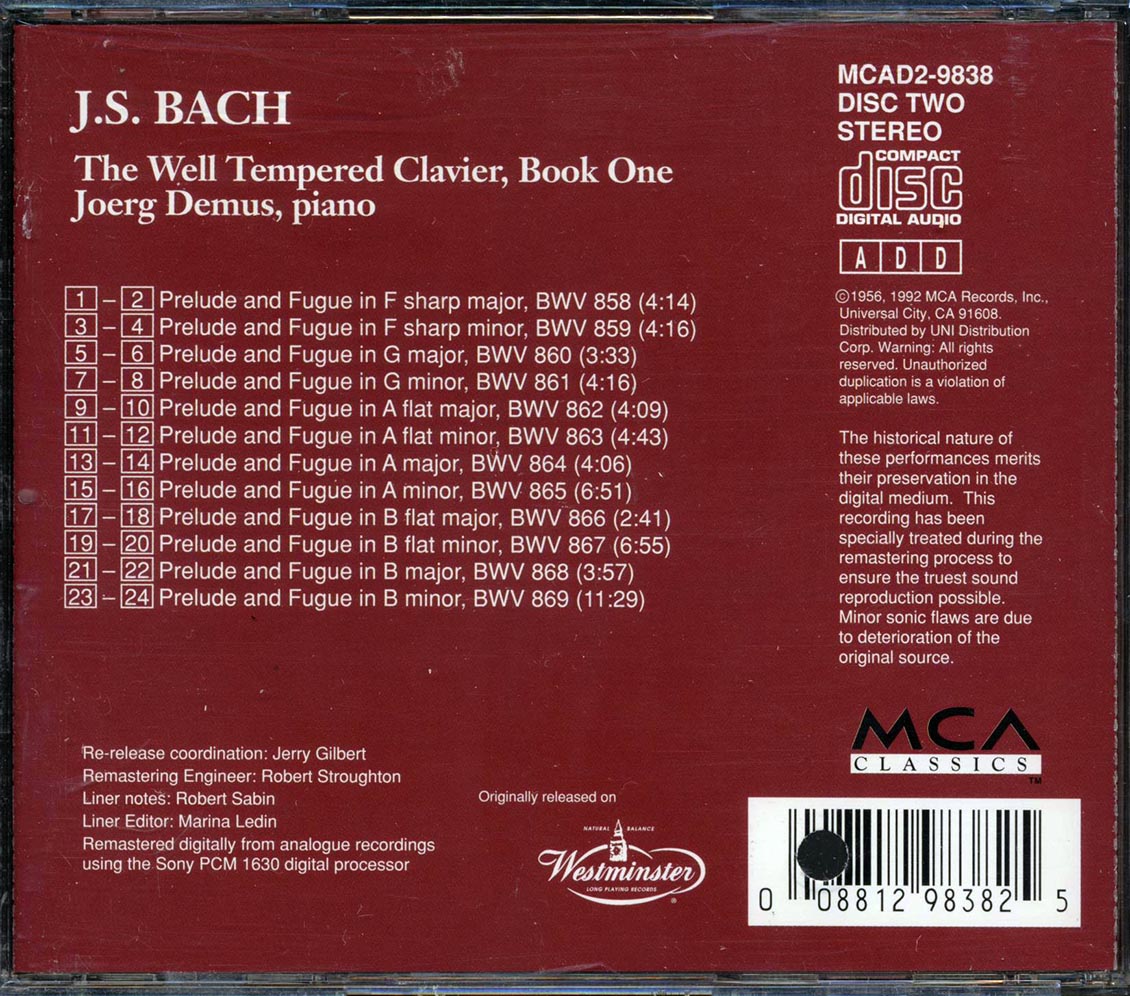 J.S. BACH
The Well Tempered Clavier, Book One
Joerg Demus, piano
1 – 2 Prelude and Fugue in F sharp major, BWV 858 (4:14)
3 – 4 Prelude and Fugue in F sharp minor, BWV 859 (4:16)
5 – 6 Prelude and Fugue in G major, BWV 860 (3:33)
7 – 8 Prelude and Fugue in G minor, BWV 861 (4:16)
9 – 10 Prelude and Fugue in A flat major, BWV 862 (4:09)
11 – 12 Prelude and Fugue in A flat minor, BWV 863 (4:43)
13 – 14 Prelude and Fugue in A major, BWV 864 (4:06)
15 – 16 Prelude and Fugue in A minor, BWV 865 (6:51)
17 – 18 Prelude and Fugue in B flat major, BWV 866 (2:41)
19 – 20 Prelude and Fugue in B flat minor, BWV 867 (6:55)
21 – 22 Prelude and Fugue in B major, BWV 868 (3:57)
23 – 24 Prelude and Fugue in B minor, BWV 869 (11:29)
Re-release coordination: Jerry Gilbert
Remastering Engineer: Robert Stroughton
Liner notes: Robert Sabin
Liner Editor: Marina Ledin
Remastered digitally from analogue recordings
using the Sony PCM 1630 digital processor
Originally released on
NATURAL BALANCE
Westminster
LONG PLAYING RECORDS
®
MCAD2-9838
DISC TWO
STEREO
COMPACT
disc
DIGITAL AUDIO
A D D
©1956, 1992 MCA Records, Inc.,
Universal City, CA 91608.
Distributed by UNI Distribution
Corp. Warning: All rights
reserved. Unauthorized
duplication is a violation of
applicable laws.
The historical nature of
these performances merits
their preservation in the
digital medium. This
recording has been
specially treated during the
remastering process to
ensure the truest sound
reproduction possible.
Minor sonic flaws are due
to deterioration of the
original source.
MCA
CLASSICS
TM
0 08812 98382 5